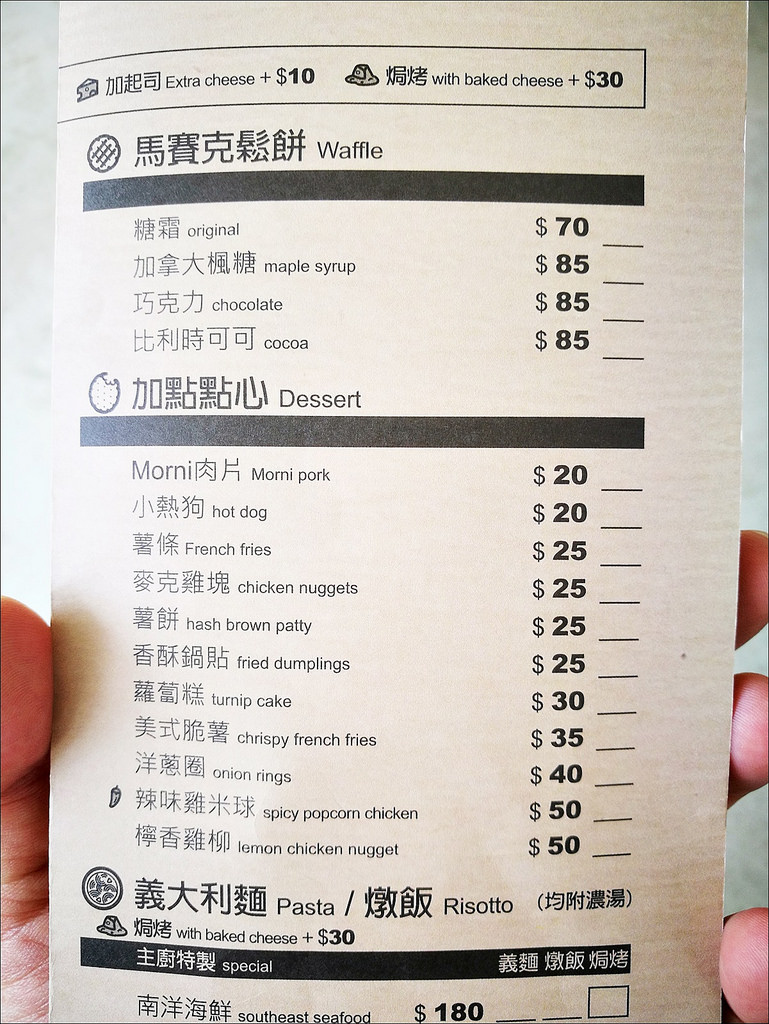 加起司 Extra cheese + $10 焗烤 with baked cheese + $30
馬賽克鬆餅 Waffle
糖霜 original $ 70
加拿大楓糖 maple syrup $ 85
巧克力 chocolate $ 85
比利時可可 cocoa $ 85
加點點心 Dessert
Morni肉片 Morni pork $ 20
小熱狗 hot dog $ 20
薯條 French fries $ 25
麥克雞塊 chicken nuggets $ 25
薯餅 hash brown patty $ 25
香酥鍋貼 fried dumplings $ 25
蘿蔔糕 turnip cake $ 30
美式脆薯 chrispy french fries $ 35
洋蔥圈 onion rings $ 40
辣味雞米球 spicy popcorn chicken $ 50
檸香雞柳 lemon chicken nugget $ 50
義大利麵 Pasta / 燉飯 Risotto (均附濃湯)
焗烤 with baked cheese + $30
主廚特製 special 義麵 燉飯 焗烤
南洋海鮮 southeast seafood $ 180